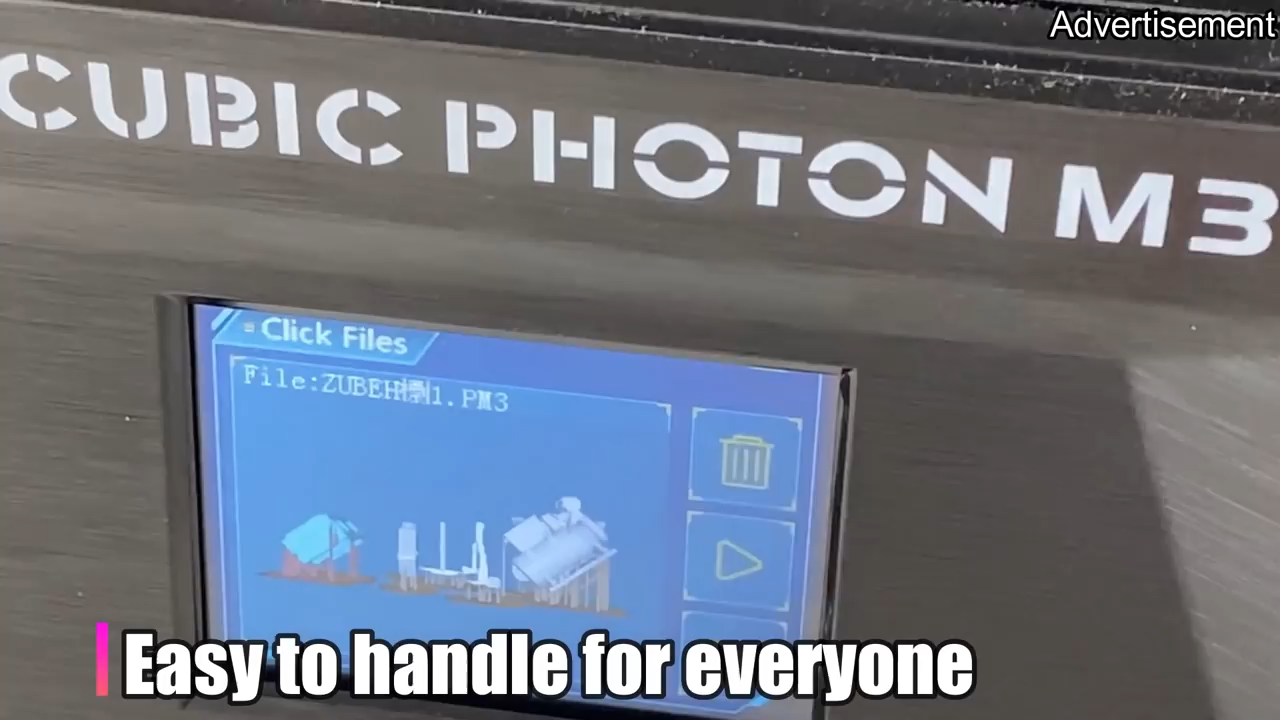 Advertisement
CUBIC PHOTON M3
Click Files
Easy to handle for everyone